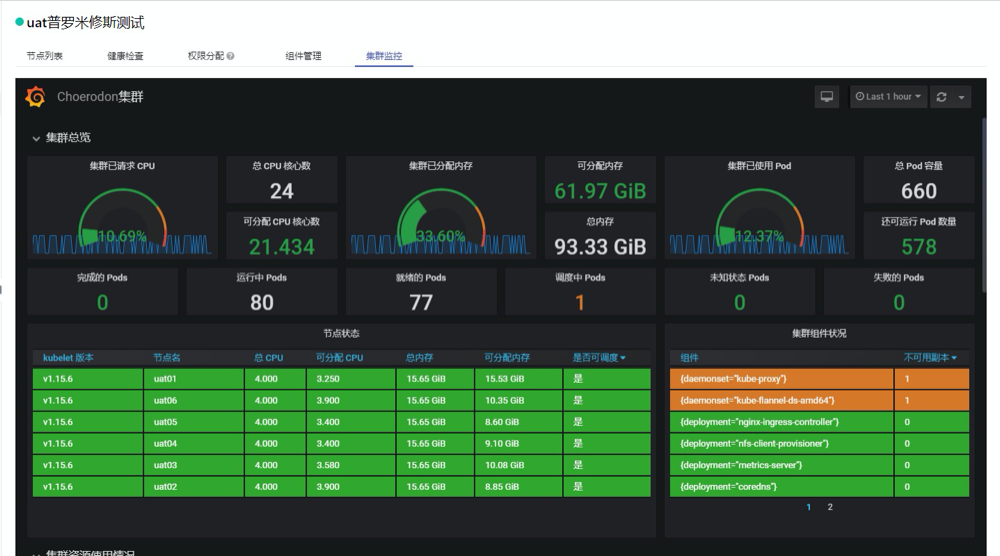 uat普罗米修斯测试
节点列表 健康检查 权限分配 组件管理 集群监控
Choerodon集群 Last 1 hour
集群总览
集群已请求 CPU 总 CPU 核心数 集群已分配内存 可分配内存 集群已使用 Pod 总 Pod 容量
24 61.97 GiB 660
10.69% 可分配 CPU 核心数 33.60% 总内存 12.37% 还可运行 Pod 数量
21.434 93.33 GiB 578
完成的 Pods 运行中 Pods 就绪的 Pods 调度中 Pods 未知状态 Pods 失败的 Pods
0 80 77 1 0 0
节点状态 集群组件状况
kubelet 版本 节点名 总 CPU 可分配 CPU 总内存 可分配内存 是否可调度 组件 不可用副本
v1.15.6 uat01 4.000 3.250 15.65 GiB 15.53 GiB 是 {daemonset="kube-proxy"} 1
v1.15.6 uat06 4.000 3.900 15.65 GiB 10.35 GiB 是 {daemonset="kube-flannel-ds-amd64"} 1
v1.15.6 uat05 4.000 3.400 15.65 GiB 8.60 GiB 是 {deployment="nginx-ingress-controller"} 0
v1.15.6 uat04 4.000 3.400 15.65 GiB 9.10 GiB 是 {deployment="nfs-client-provisioner"} 0
v1.15.6 uat03 4.000 3.580 15.65 GiB 10.08 GiB 是 {deployment="metrics-server"} 0
v1.15.6 uat02 4.000 3.900 15.65 GiB 8.85 GiB 是 {deployment="coredns"} 0
1 2
集群资源使用情况